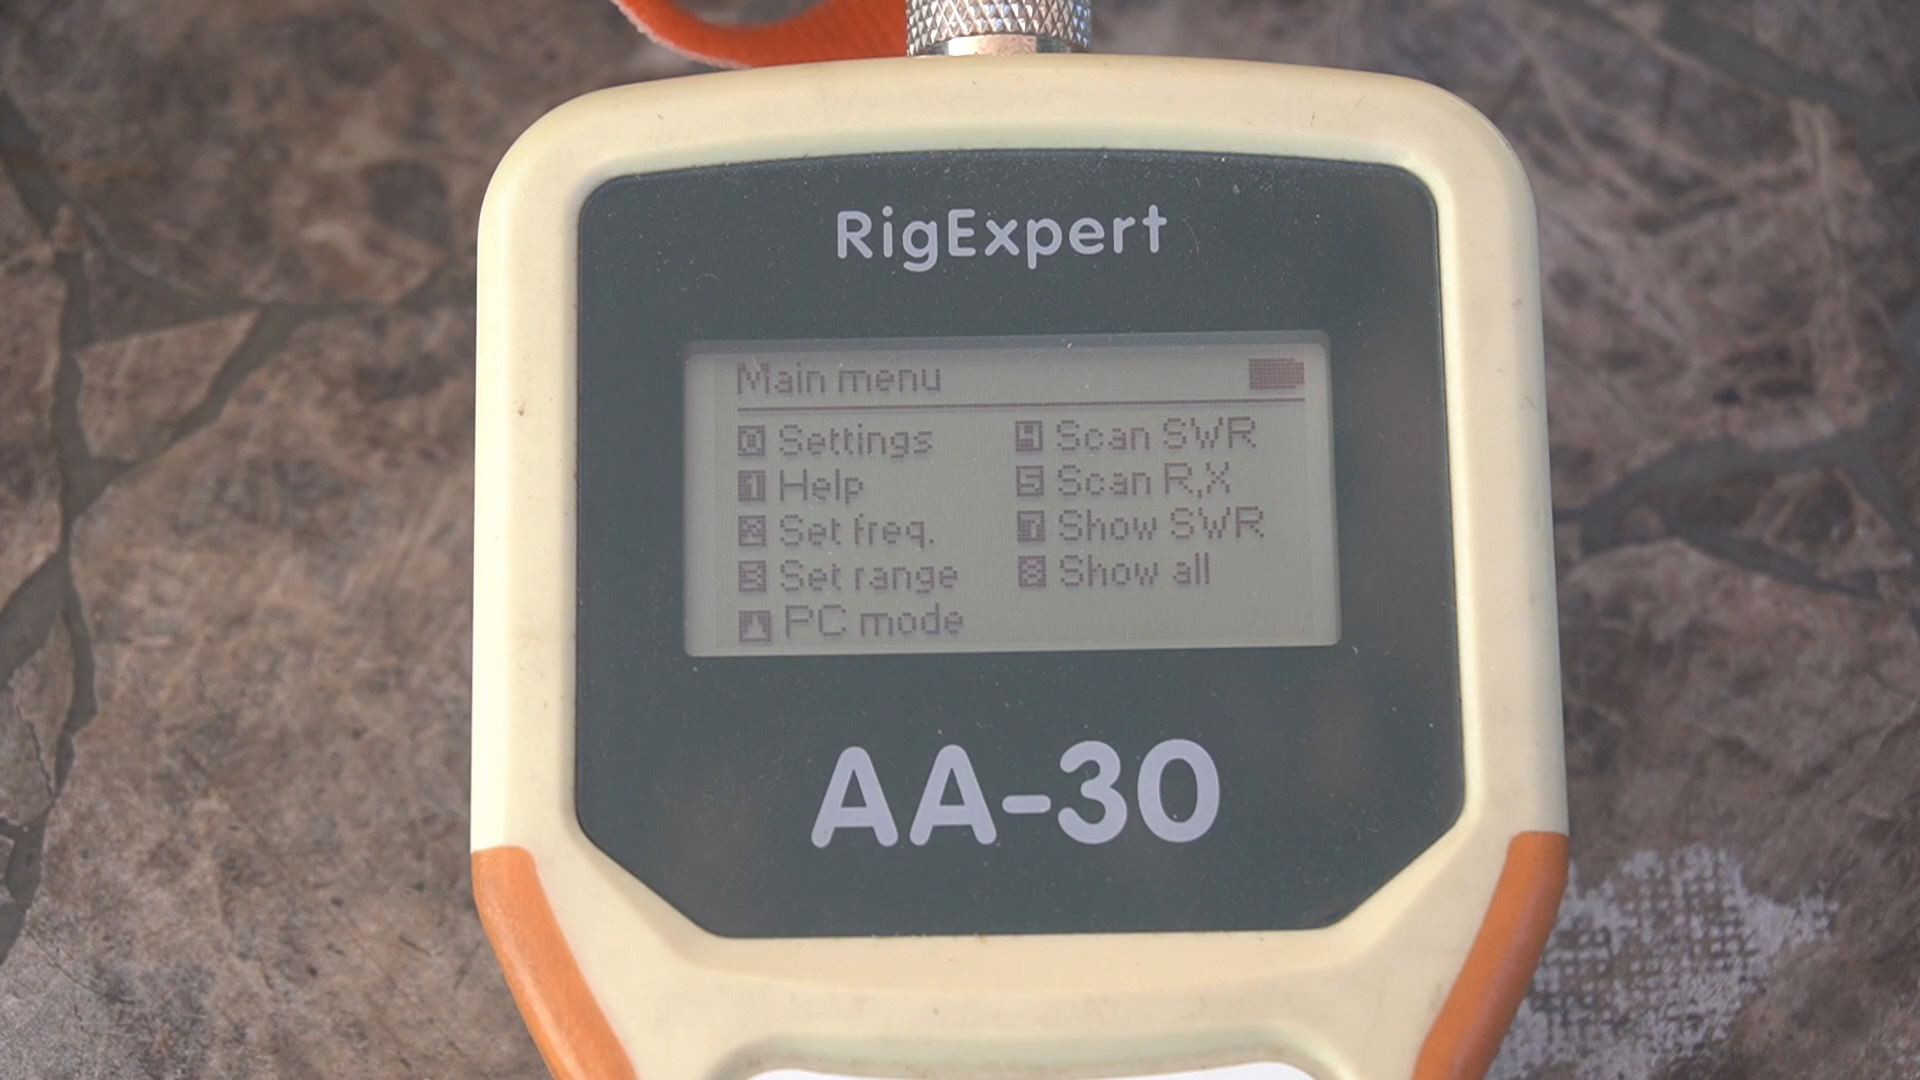 RigExpert
Main menu
0 Settings
1 Help
2 Set freq.
3 Set range
PC mode
4 Scan SWR
5 Scan R,X
7 Show SWR
8 Show all
AA-30